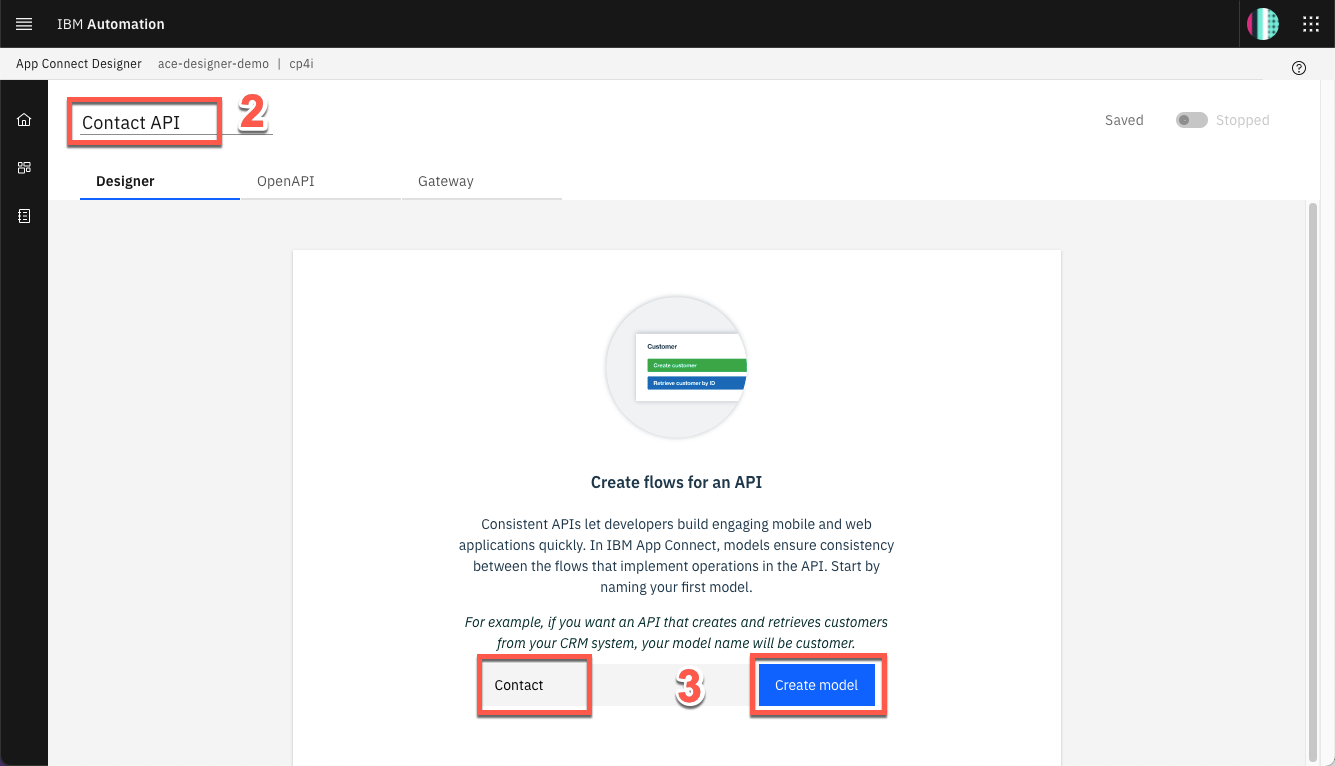 IBM Automation
App Connect Designer ace-designer-demo | cp4i
Contact API
2
Saved
Stopped
Designer OpenAPI Gateway
Customer
Create customer
Retrieve customer by ID
Create flows for an API
Consistent APIs let developers build engaging mobile and web
applications quickly. In IBM App Connect, models ensure consistency
between the flows that implement operations in the API. Start by
naming your first model.
For example, if you want an API that creates and retrieves customers
from your CRM system, your model name will be customer.
Contact
3
Create model